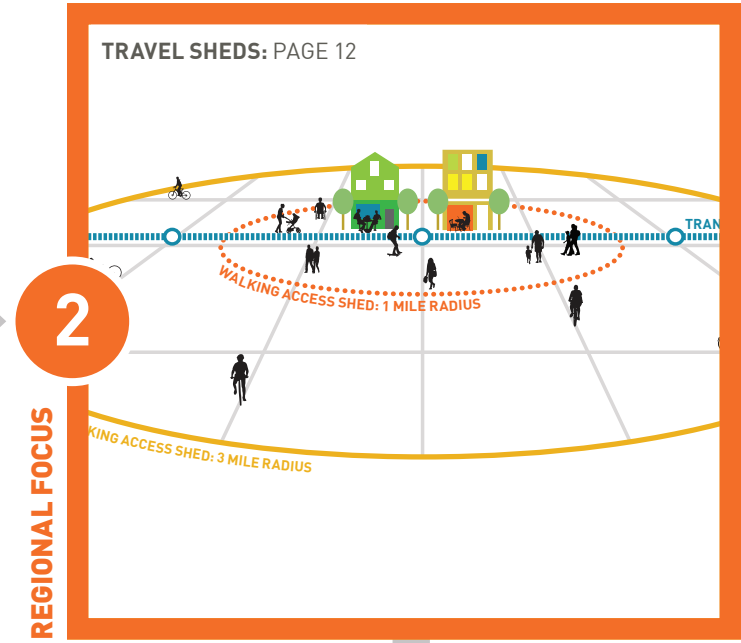 TRAVEL SHEDS: PAGE 12
TRAN
WALKING ACCESS SHED: 1 MILE RADIUS
2
KING ACCESS SHED: 3 MILE RADIUS
REGIONAL FOCUS